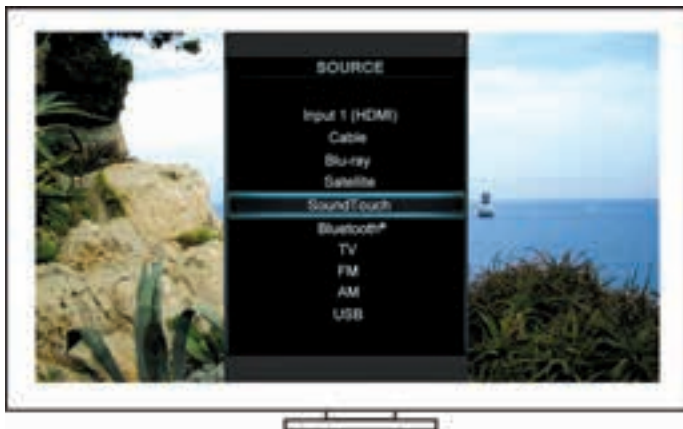 SOURCE
Input 1 (HDMI)
Cable
Blu-ray
Satellite
SoundTouch
Bluetooth®
TV
FM
AM
USB